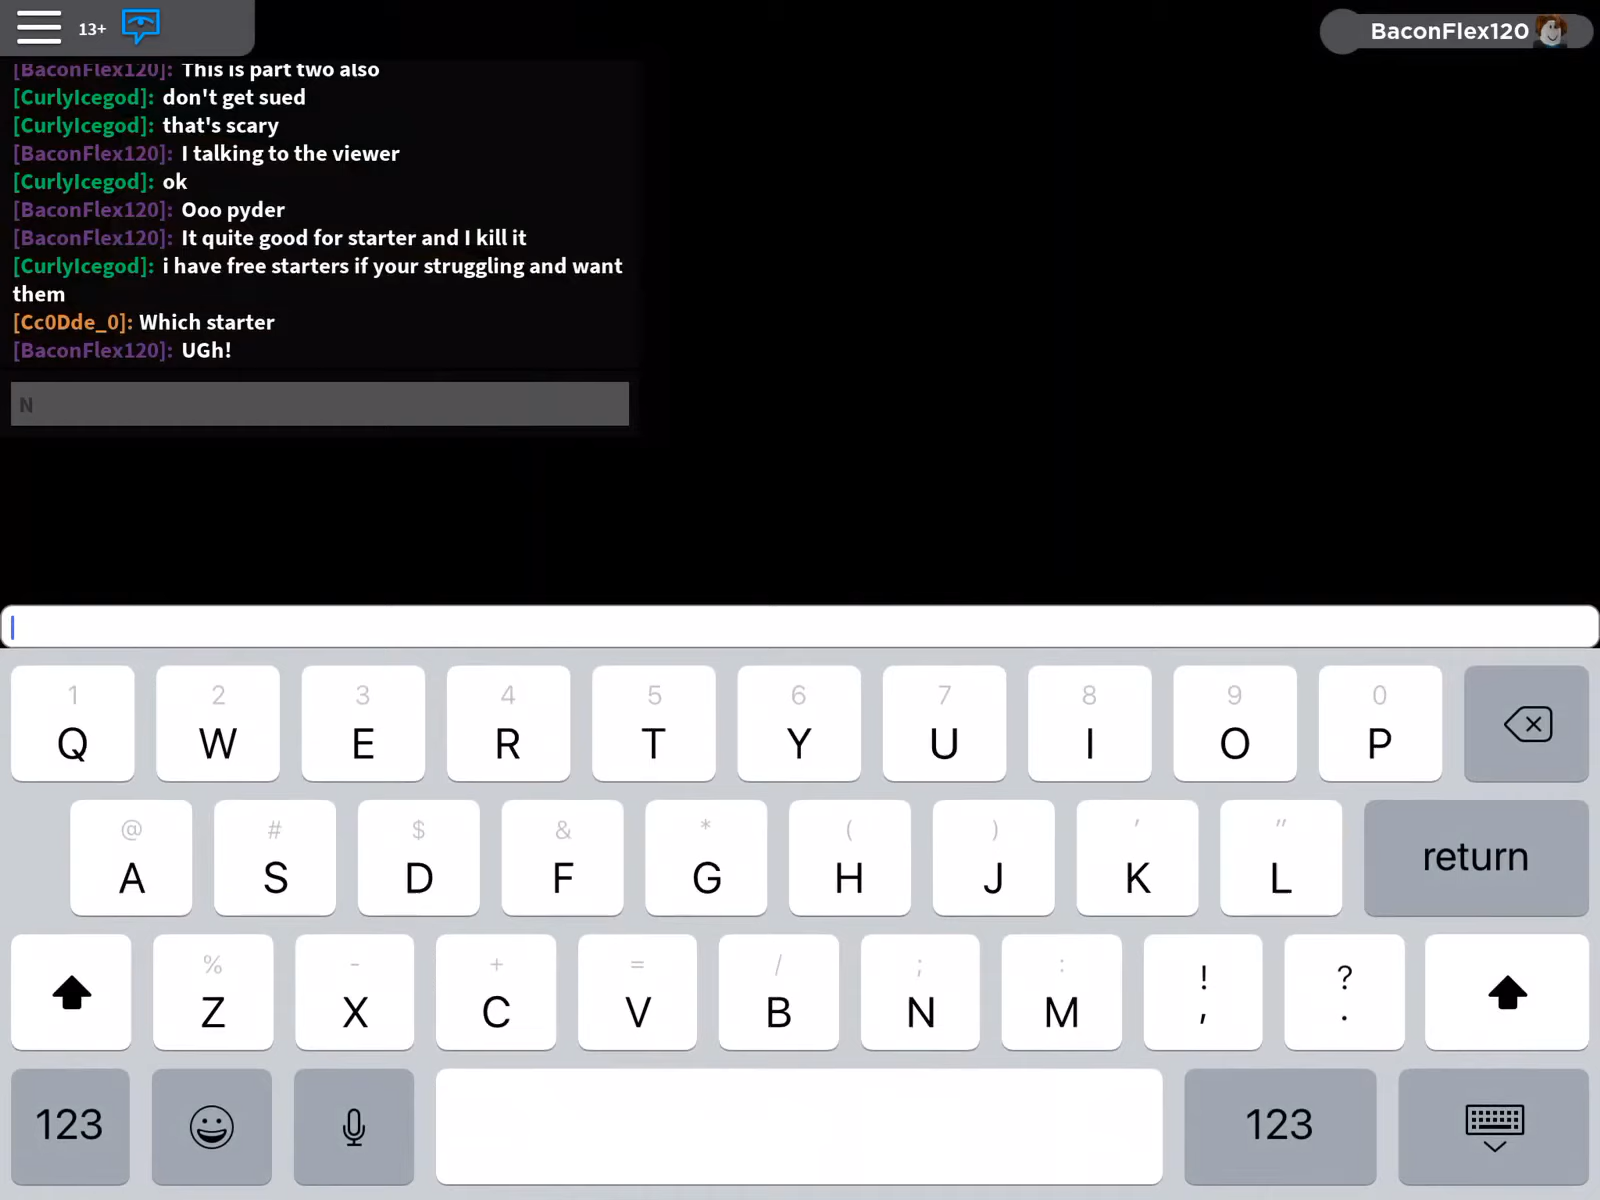 13+
BaconFlex120
[BaconFlex120]: This is part two also
[CurlyIcegod]: don't get sued
[CurlyIcegod]: that's scary
[BaconFlex120]: I talking to the viewer
[CurlyIcegod]: ok
[BaconFlex120]: Ooo pyder
[BaconFlex120]: It quite good for starter and I kill it
[CurlyIcegod]: i have free starters if your struggling and want
them
[Cc0Dde_0]: Which starter
[BaconFlex120]: UGh!
N
1 2 3 4 5 6 7 8 9 0
Q W E R T Y U I O P
@ # $ & * ( ) ' "
A S D F G H J K L return
% - + = / ; : ! ?
Z X C V B N M , .
123 123